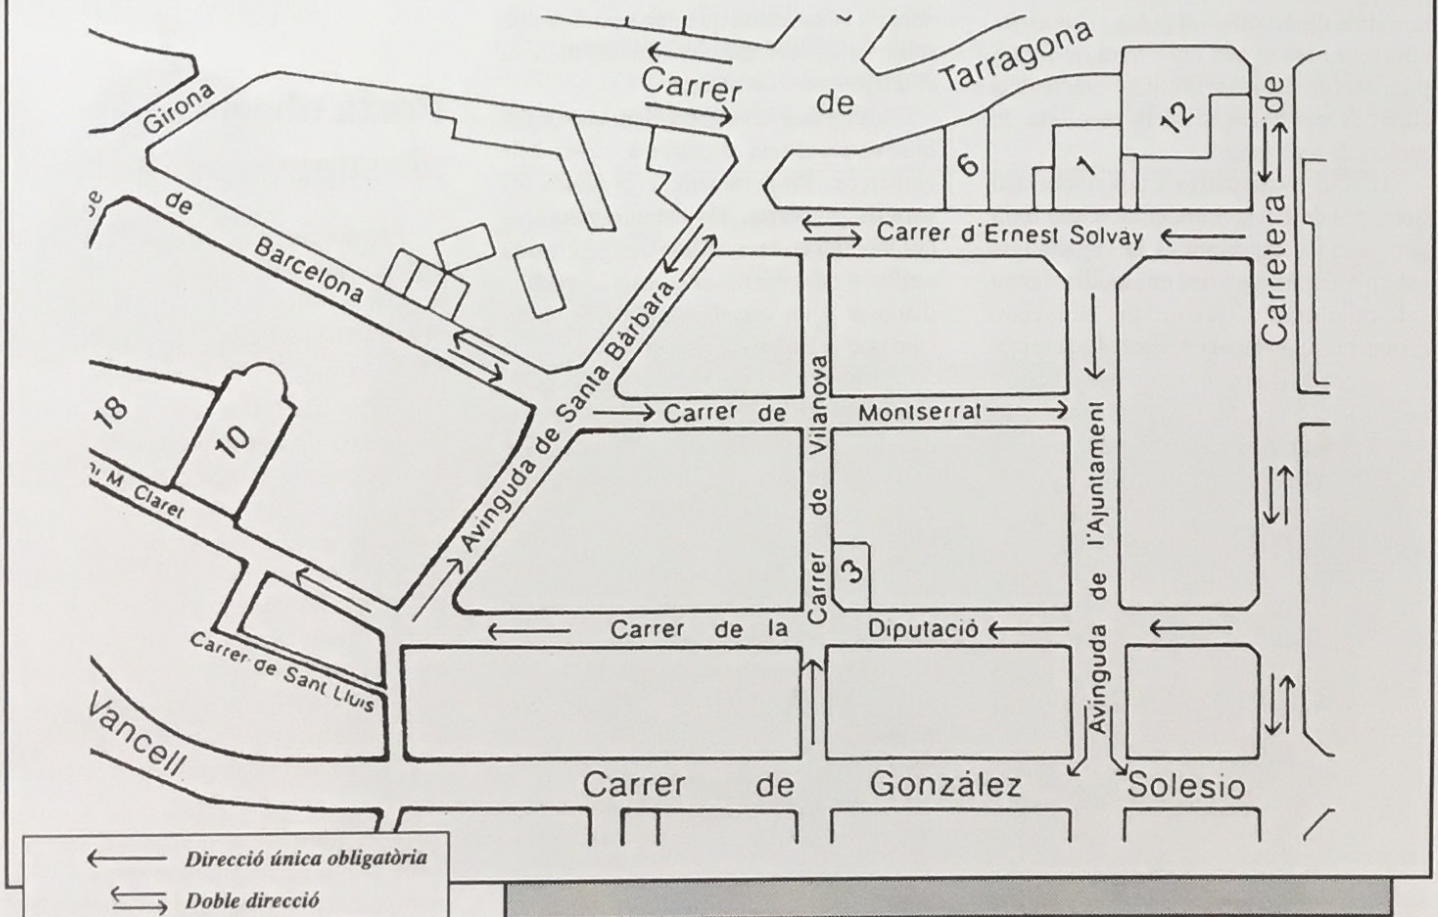 Carrer de Tarragona
Girona
de
Barcelona
12
6
1
Carretera de
Carrer d'Ernest Solvay
Avinguda de Santa Bàrbara
Carrer de Montserrat
Carrer de Vilanova
Avinguda de l'Ajuntament
18
10
M. Claret
3
Carrer de la Diputació
Carrer de Sant Lluis
Vancell
Carrer de González Solesio
Direcció única obligatòria
Doble direcció